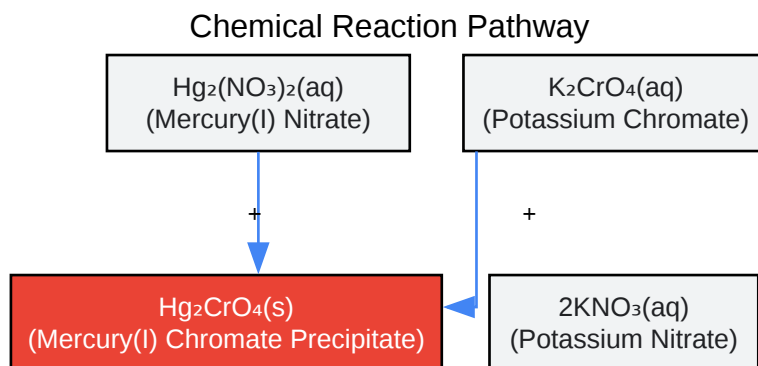 Chemical Reaction Pathway
Hg₂(NO₃)₂(aq)
(Mercury(I) Nitrate)
K₂CrO₄(aq)
(Potassium Chromate)
+
+
Hg₂CrO₄(s)
(Mercury(I) Chromate Precipitate)
2KNO₃(aq)
(Potassium Nitrate)